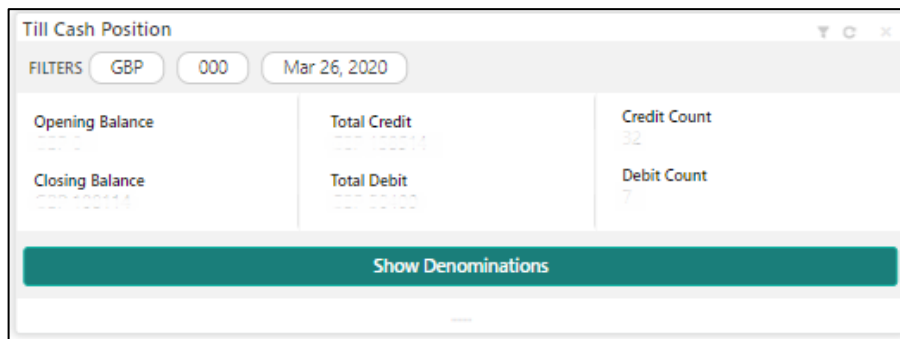 Till Cash Position
FILTERS GBP 000 Mar 26, 2020
Opening Balance
Total Credit
Credit Count
32
Closing Balance
Total Debit
Debit Count
7
Show Denominations